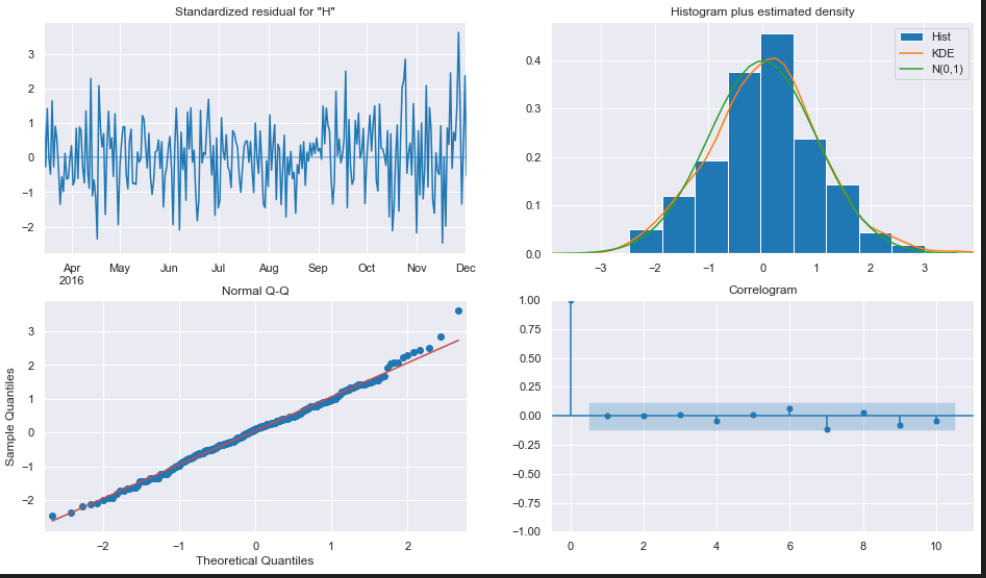 Standardized residual for "H"
3
2
1
0
−1
−2
Apr
2016
May
Jun
Jul
Aug
Sep
Oct
Nov
Dec
Histogram plus estimated density
Hist
KDE
N(0,1)
0.4
0.3
0.2
0.1
0.0
−3
−2
−1
0
1
2
3
Normal Q-Q
Sample Quantiles
3
2
1
0
−1
−2
−2
−1
0
1
2
Theoretical Quantiles
Correlogram
1.00
0.75
0.50
0.25
0.00
−0.25
−0.50
−0.75
−1.00
0
2
4
6
8
10